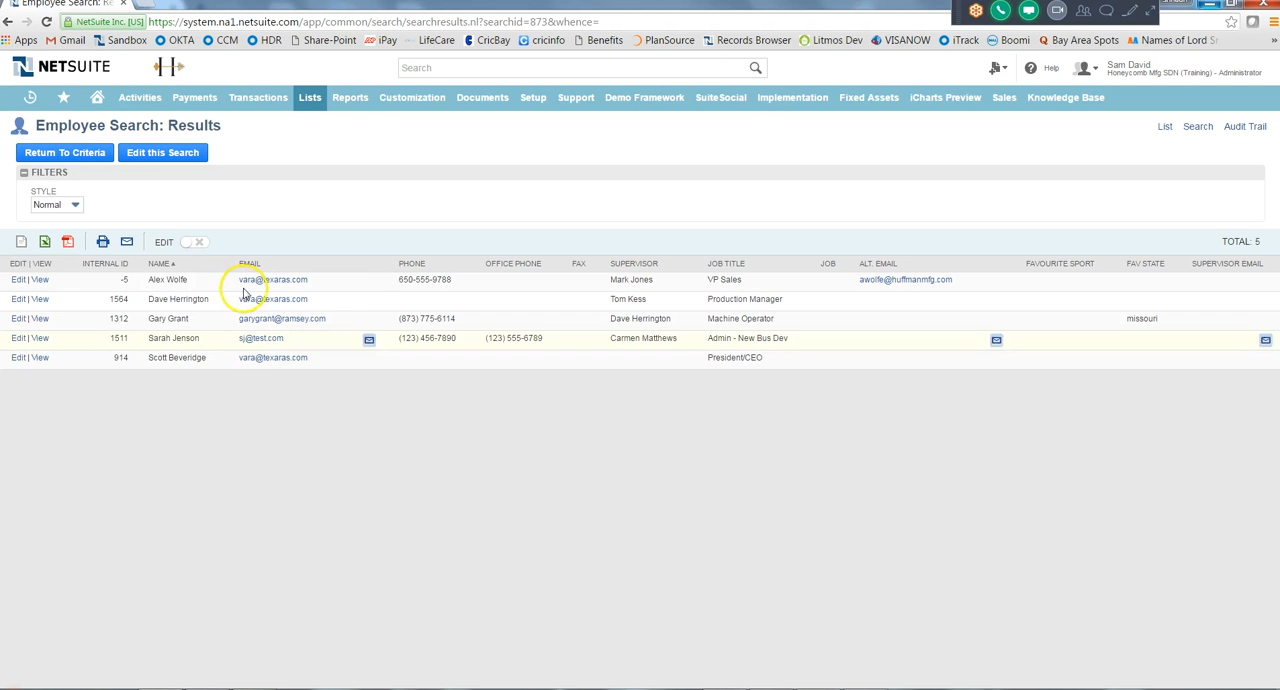 Employee Search: Re
NetSuite Inc. [US] https://system.na1.netsuite.com/app/common/search/searchresults.nl?searchid=873&whence=
Apps Gmail Sandbox OKTA CCM HDR Share-Point iPay LifeCare CricBay cricinfo Benefits PlanSource Records Browser Litmos Dev VISANOW iTrack Boomi Bay Area Spots Names of Lord S
NETSUITE H Search Help Sam David
Honeycomb Mfg SDN (Training) - Administrator
Activities Payments Transactions Lists Reports Customization Documents Setup Support Demo Framework SuiteSocial Implementation Fixed Assets iCharts Preview Sales Knowledge Base
Employee Search: Results List Search Audit Trail
Return To Criteria Edit this Search
FILTERS
STYLE
Normal
EDIT TOTAL: 5
EDIT | VIEW INTERNAL ID NAME EMAIL PHONE OFFICE PHONE FAX SUPERVISOR JOB TITLE JOB ALT. EMAIL FAVOURITE SPORT FAV STATE SUPERVISOR EMAIL
Edit | View -5 Alex Wolfe vara@texaras.com 650-555-9788 Mark Jones VP Sales awolfe@huffmanmfg.com
Edit | View 1564 Dave Herrington vara@texaras.com Tom Kess Production Manager
Edit | View 1312 Gary Grant garygrant@ramsey.com (873) 775-6114 Dave Herrington Machine Operator missouri
Edit | View 1511 Sarah Jenson sj@test.com (123) 456-7890 (123) 555-6789 Carmen Matthews Admin - New Bus Dev
Edit | View 914 Scott Beveridge vara@texaras.com President/CEO